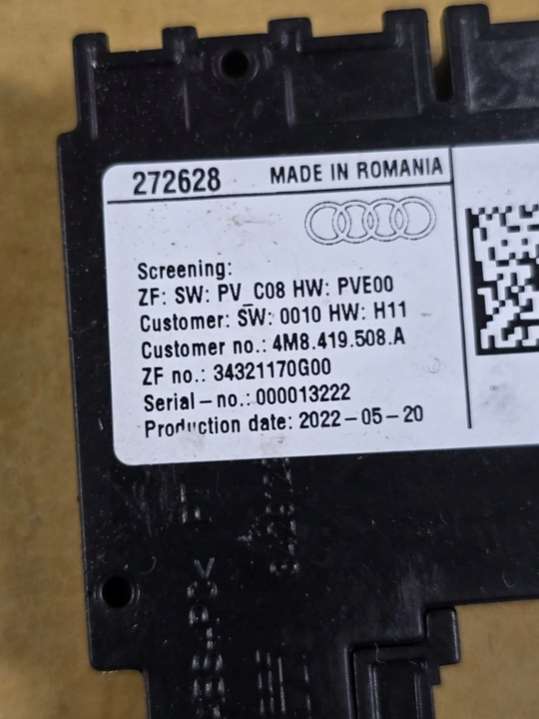 272628 MADE IN ROMANIA
Screening:
ZF: SW: PV_C08 HW: PVE00
Customer: SW: 0010 HW: H11
Customer no.: 4M8.419.508.A
ZF no.: 34321170G00
Serial-no.: 000013222
Production date: 2022-05-20